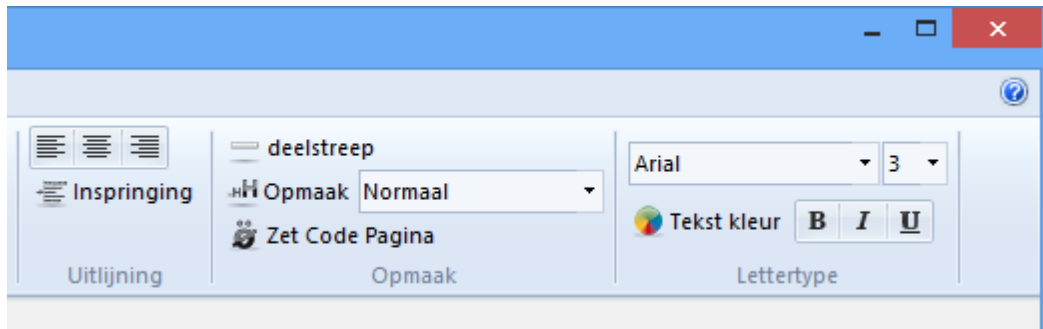 deelstreep
Arial 3
Inspringing Opmaak Normaal
Tekst kleur B I U
Zet Code Pagina
Uitlijning Opmaak Lettertype